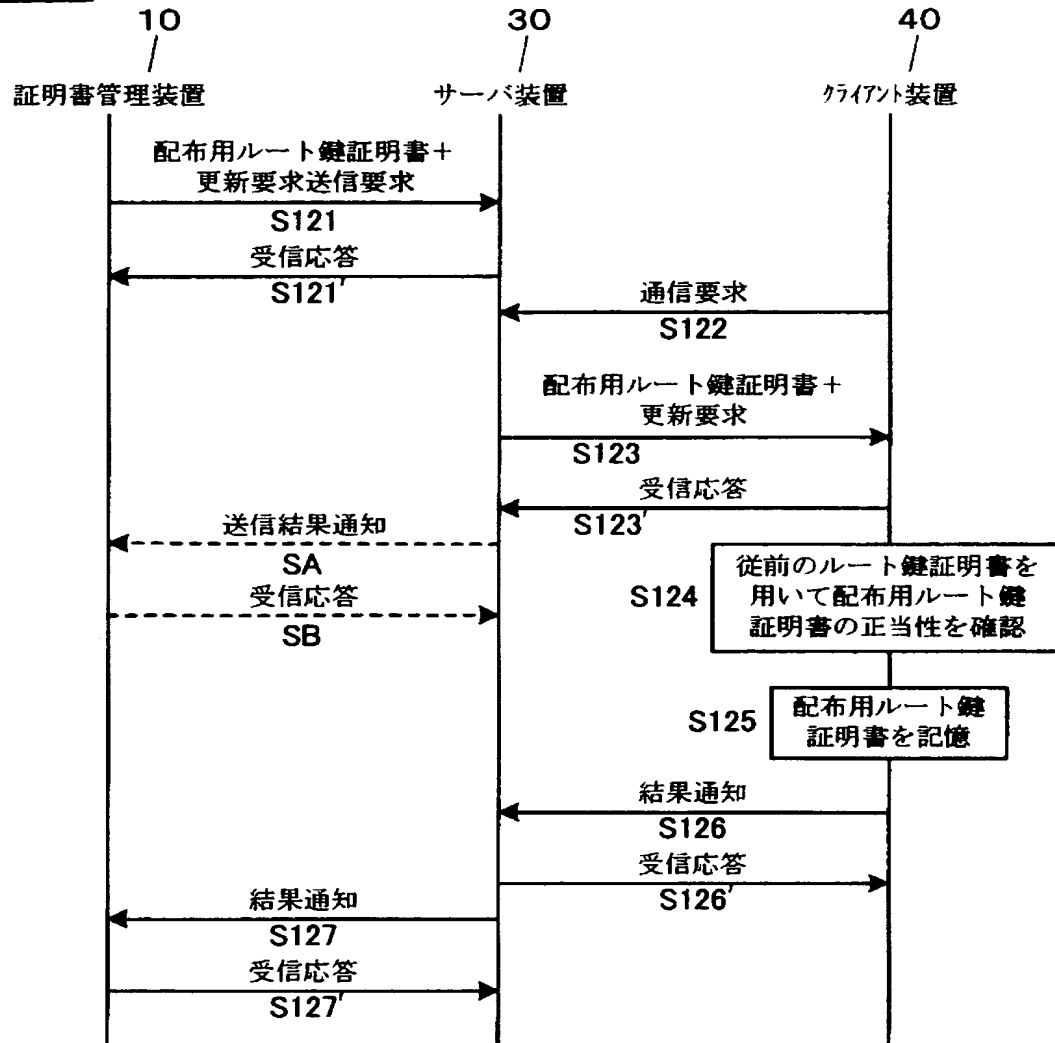 10
30
40
証明書管理装置
サーバ装置
クライアント装置
配布用ルート鍵証明書+
更新要求送信要求
S121
受信応答
S121'
通信要求
S122
配布用ルート鍵証明書+
更新要求
S123
受信応答
S123'
送信結果通知
SA
受信応答
SB
S124
従前のルート鍵証明書を
用いて配布用ルート鍵
証明書の正当性を確認
S125
配布用ルート鍵
証明書を記憶
結果通知
S126
受信応答
S126'
結果通知
S127
受信応答
S127'